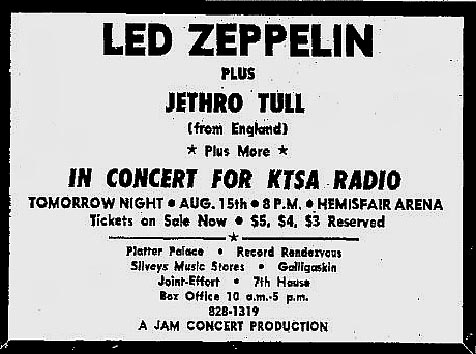 LED ZEPPELIN
PLUS
JETHRO TULL
(from England)
★ Plus More ★
IN CONCERT FOR KTSA RADIO
TOMORROW NIGHT • AUG. 15th • 8 P.M. • HEMISFAIR ARENA
Tickets on Sale Now • $5, $4, $3 Reserved
★
Platter Palace • Record Rendezvous
Silveys Music Stores • Galligaskin
Joint-Effort • 7th House
Box Office 10 a.m.-5 p.m.
828-1319
A JAM CONCERT PRODUCTION